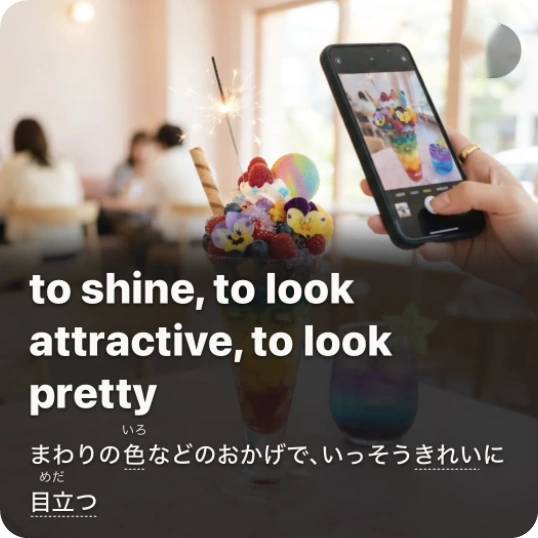 to shine, to look
attractive, to look
pretty
いろ
まわりの色などのおかげで、いっそうきれいに
めだ
目立つ